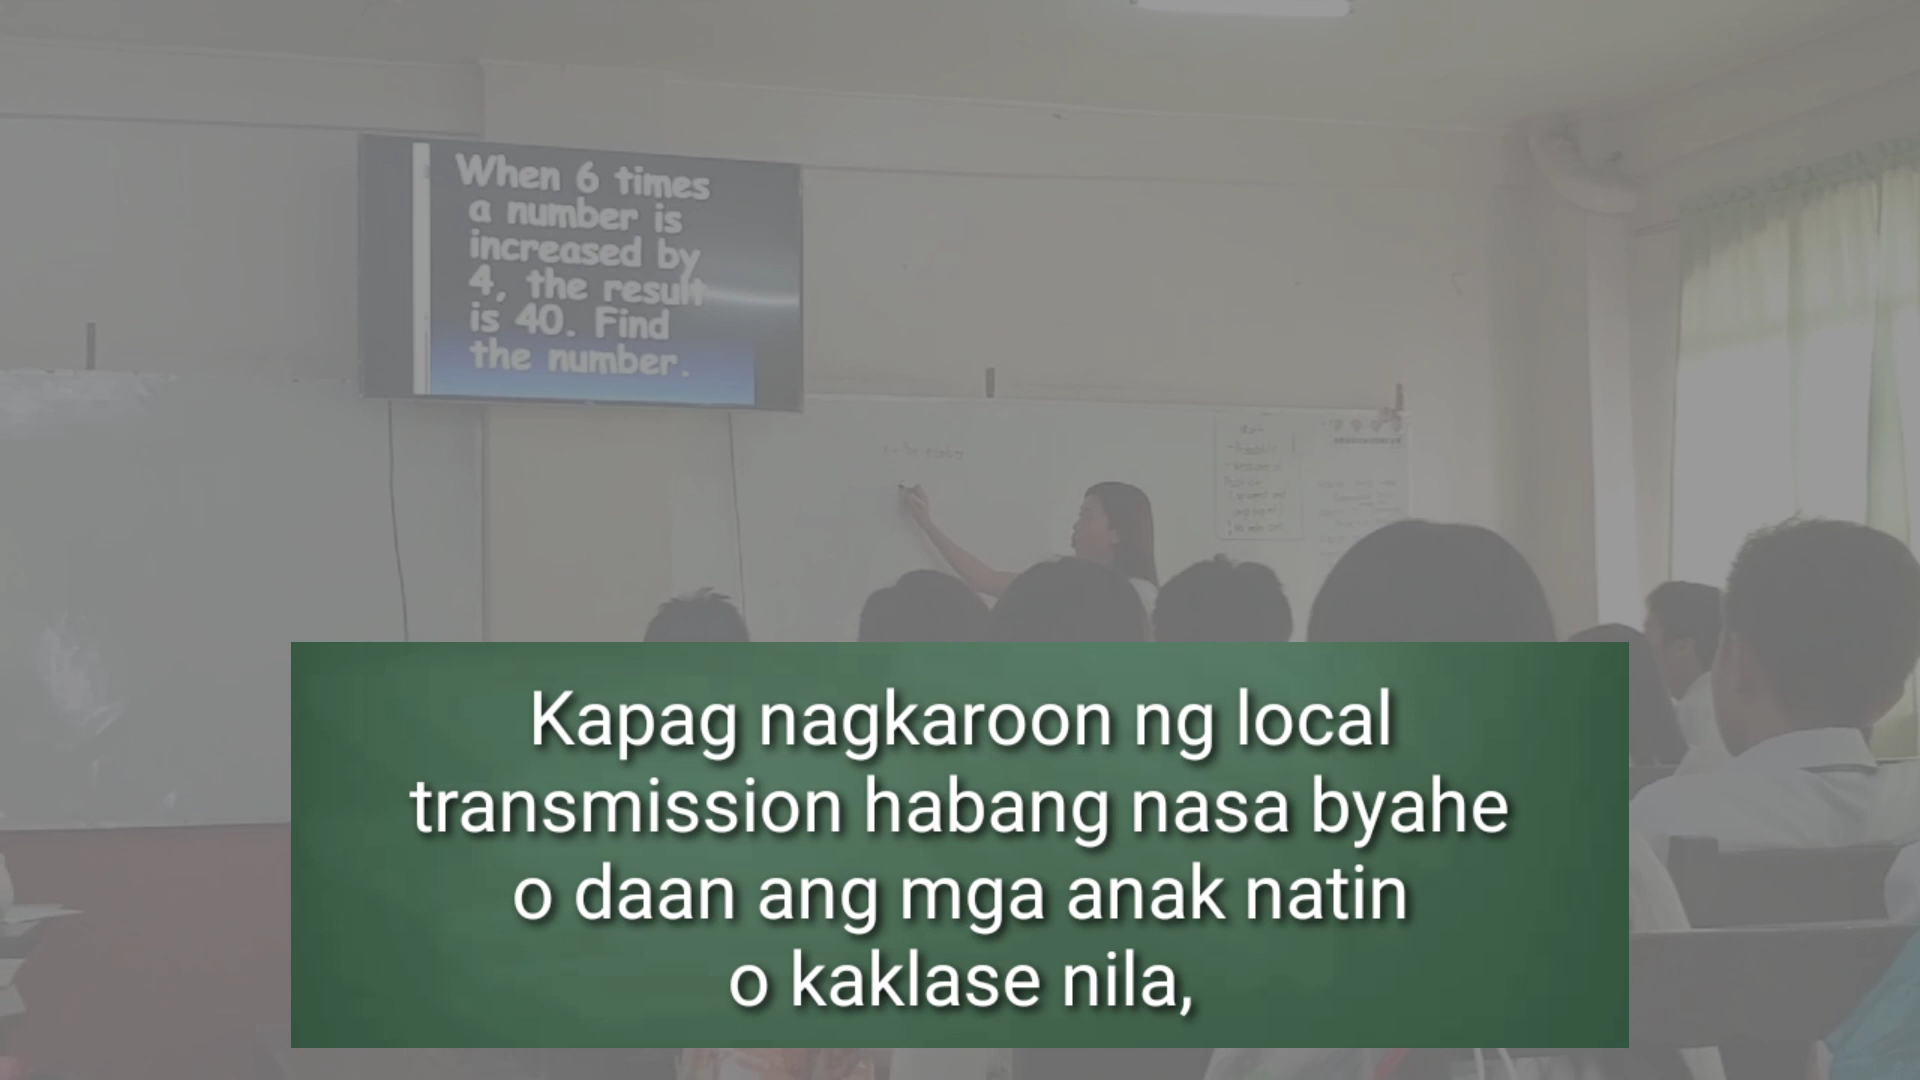 When 6 times
a number is
increased by
4, the result
is 40. Find
the number.
Kapag nagkaroon ng local
transmission habang nasa byahe
o daan ang mga anak natin
o kaklase nila,